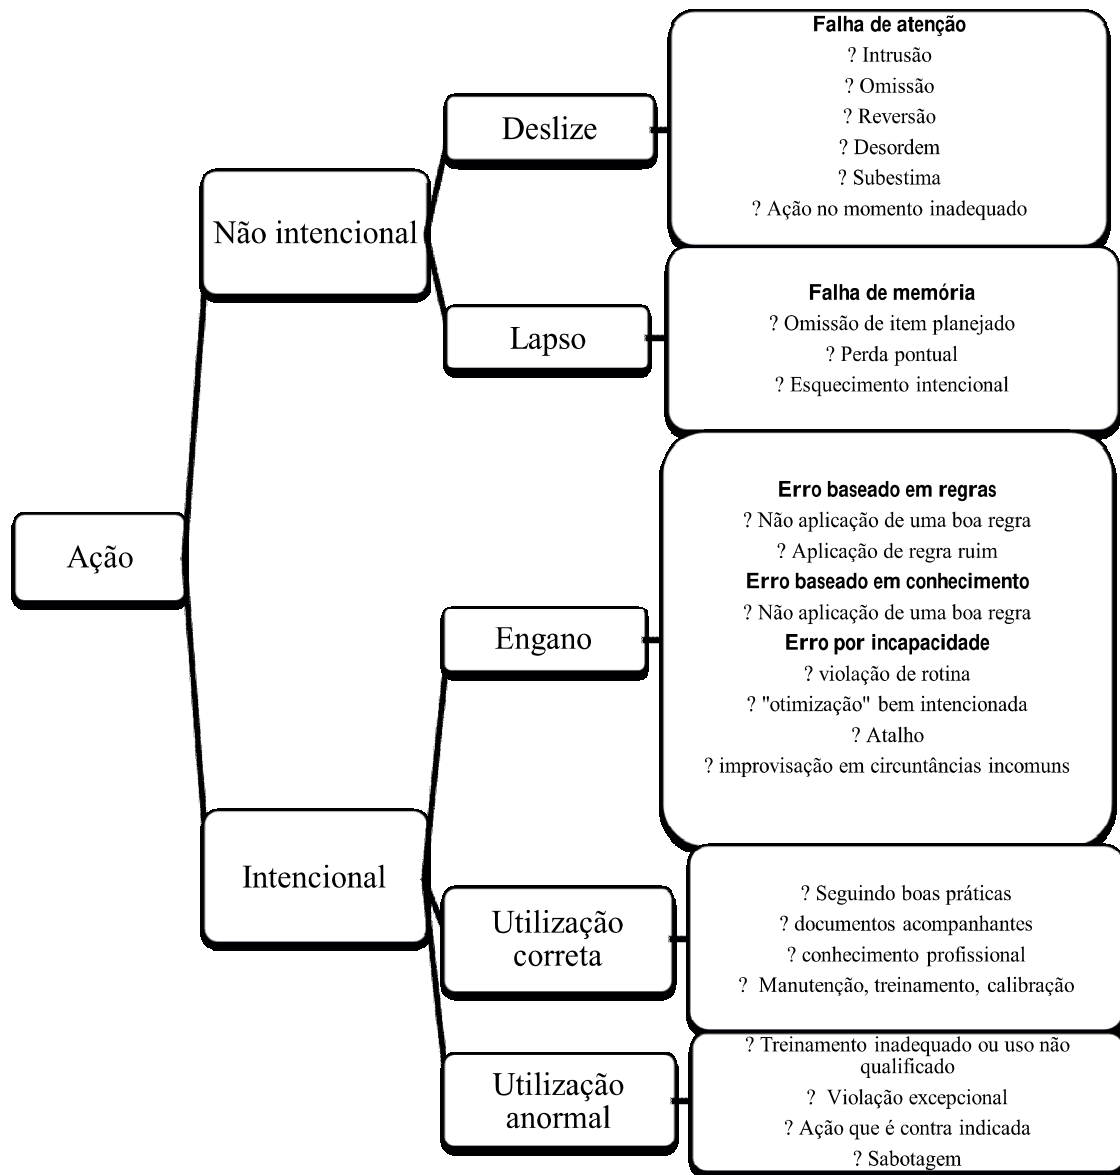 Ação
Não intencional
Deslize
Falha de atenção
? Intrusão
? Omissão
? Reversão
? Desordem
? Subestima
? Ação no momento inadequado
Lapso
Falha de memória
? Omissão de item planejado
? Perda pontual
? Esquecimento intencional
Intencional
Engano
Erro baseado em regras
? Não aplicação de uma boa regra
? Aplicação de regra ruim
Erro baseado em conhecimento
? Não aplicação de uma boa regra
Erro por incapacidade
? violação de rotina
? "otimização" bem intencionada
? Atalho
? improvisação em circuntâncias incomuns
Utilização
correta
? Seguindo boas práticas
? documentos acompanhantes
? conhecimento profissional
? Manutenção, treinamento, calibração
Utilização
anormal
? Treinamento inadequado ou uso não
qualificado
? Violação excepcional
? Ação que é contra indicada
? Sabotagem